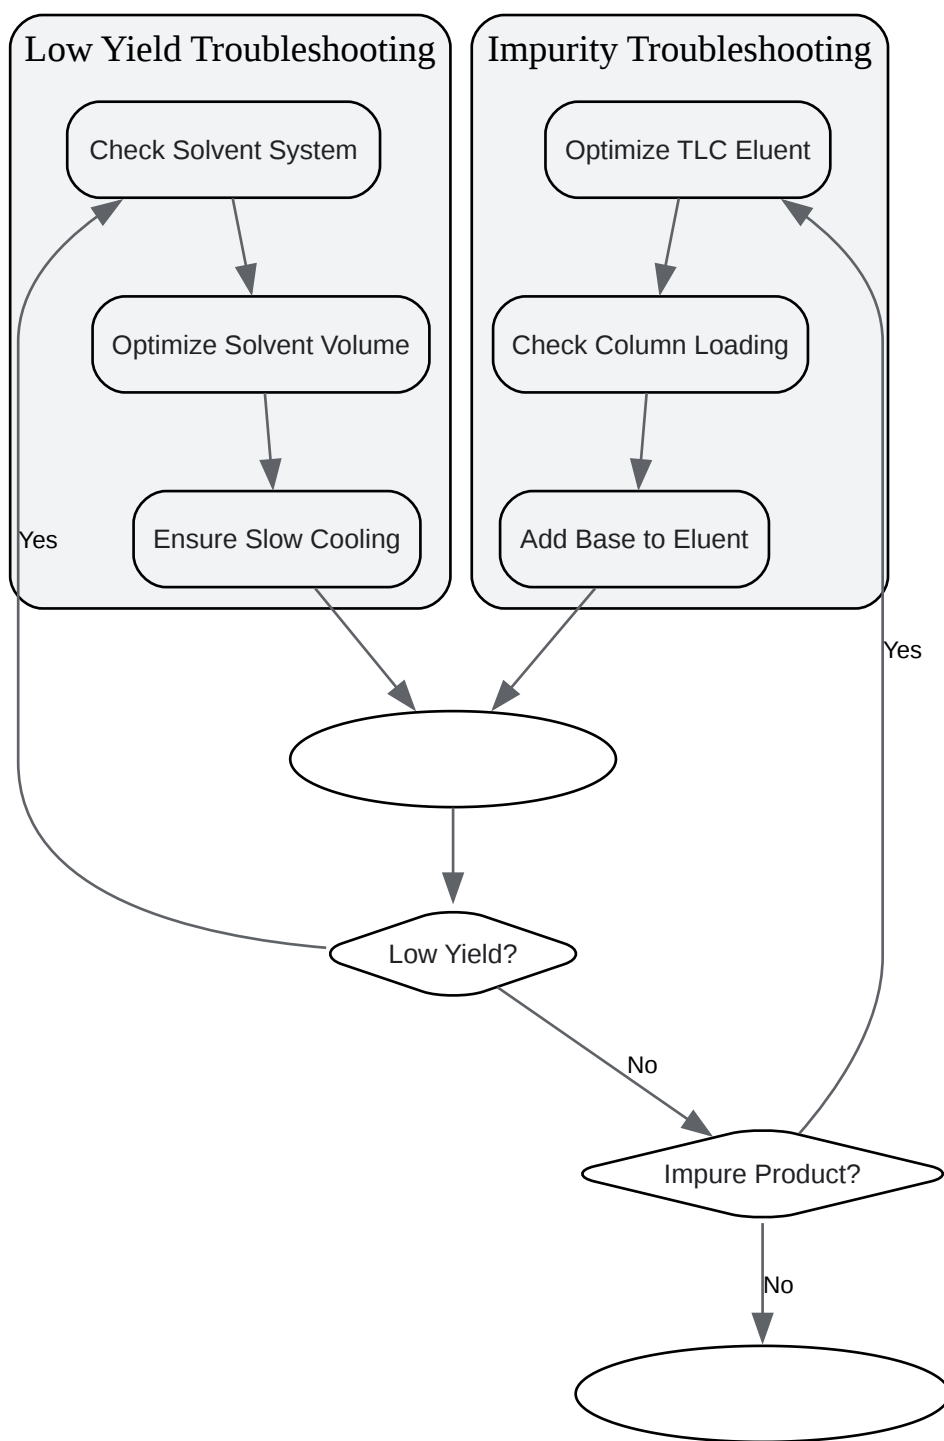 Low Yield Troubleshooting
Impurity Troubleshooting
Check Solvent System
Optimize TLC Eluent
Optimize Solvent Volume
Check Column Loading
Yes
Ensure Slow Cooling
Add Base to Eluent
Yes
Low Yield?
No
Impure Product?
No